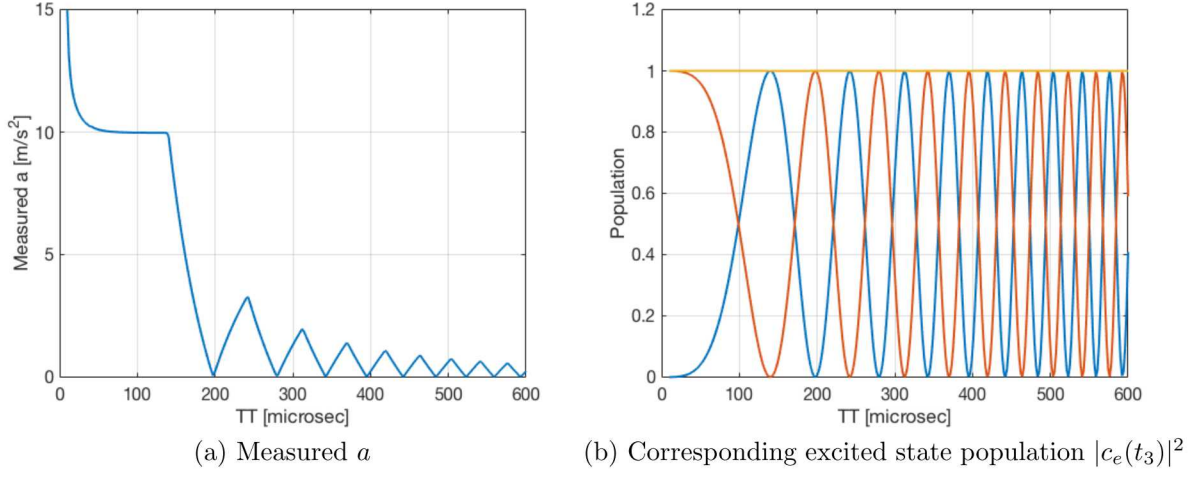 15
10
5
0
Measured a [m/s²]
0 100 200 300 400 500 600
TT [microsec]
(a) Measured a
1.2
1
0.8
0.6
0.4
0.2
0
Population
0 100 200 300 400 500 600
TT [microsec]
(b) Corresponding excited state population |c_e(t_3)|²